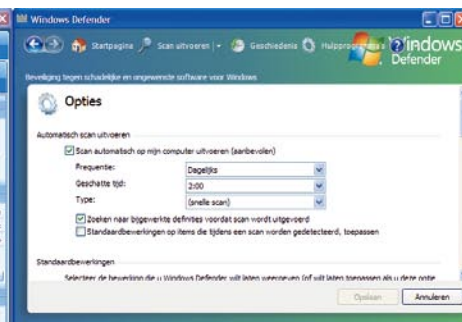 Windows Defender
Startpagina Scan uitvoeren Geschiedenis Hulpprogramma's Windows Defender
Beveiliging tegen schadelijke en ongewenste software voor Windows
Opties
Automatisch scan uitvoeren
Scan automatisch op mijn computer uitvoeren (aanbevolen)
Frequentie: Dagelijks
Geschatte tijd: 2:00
Type: (snelle scan)
Zoeken naar bijgewerkte definities voordat scan wordt uitgevoerd
Standaardbewerkingen op items die tijdens een scan worden gedetecteerd, toepassen
Standaardbewerkingen
Selecteer de bewerking die u Windows Defender wilt laten weergeven (of wilt laten toepassen als u deze optie
Opslaan Annuleren